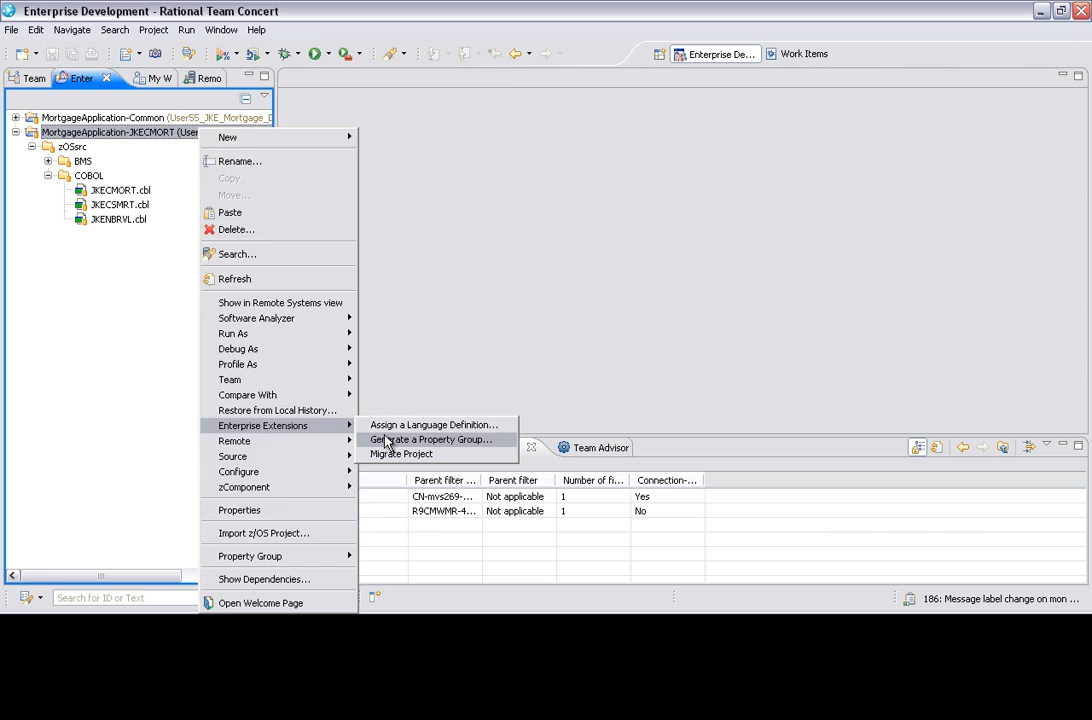 Enterprise Development - Rational Team Concert
File Edit Navigate Search Project Run Window Help
Enterprise De... Work Items
Team Enter My W Remo
MortgageApplication-Common (User55_JKE_Mortgage_D
MortgageApplication-JKECMORT (User
zOSsrc
BMS
COBOL
JKECMORT.cbl
JKECSMRT.cbl
JKENBRVL.cbl
New
Rename...
Copy
Move...
Paste
Delete...
Search...
Refresh
Show in Remote Systems view
Software Analyzer
Run As
Debug As
Profile As
Team
Compare With
Restore from Local History...
Enterprise Extensions
Remote
Source
Configure
zComponent
Properties
Import z/OS Project...
Property Group
Show Dependencies...
Open Welcome Page
Assign a Language Definition...
Generate a Property Group...
Migrate Project
Team Advisor
Parent filter ... Parent filter Number of fi... Connection-...
CN-mvs269-... Not applicable 1 Yes
R9CMWMR-4... Not applicable 1 No
Search for ID or Text
186: Message label change on mon ...